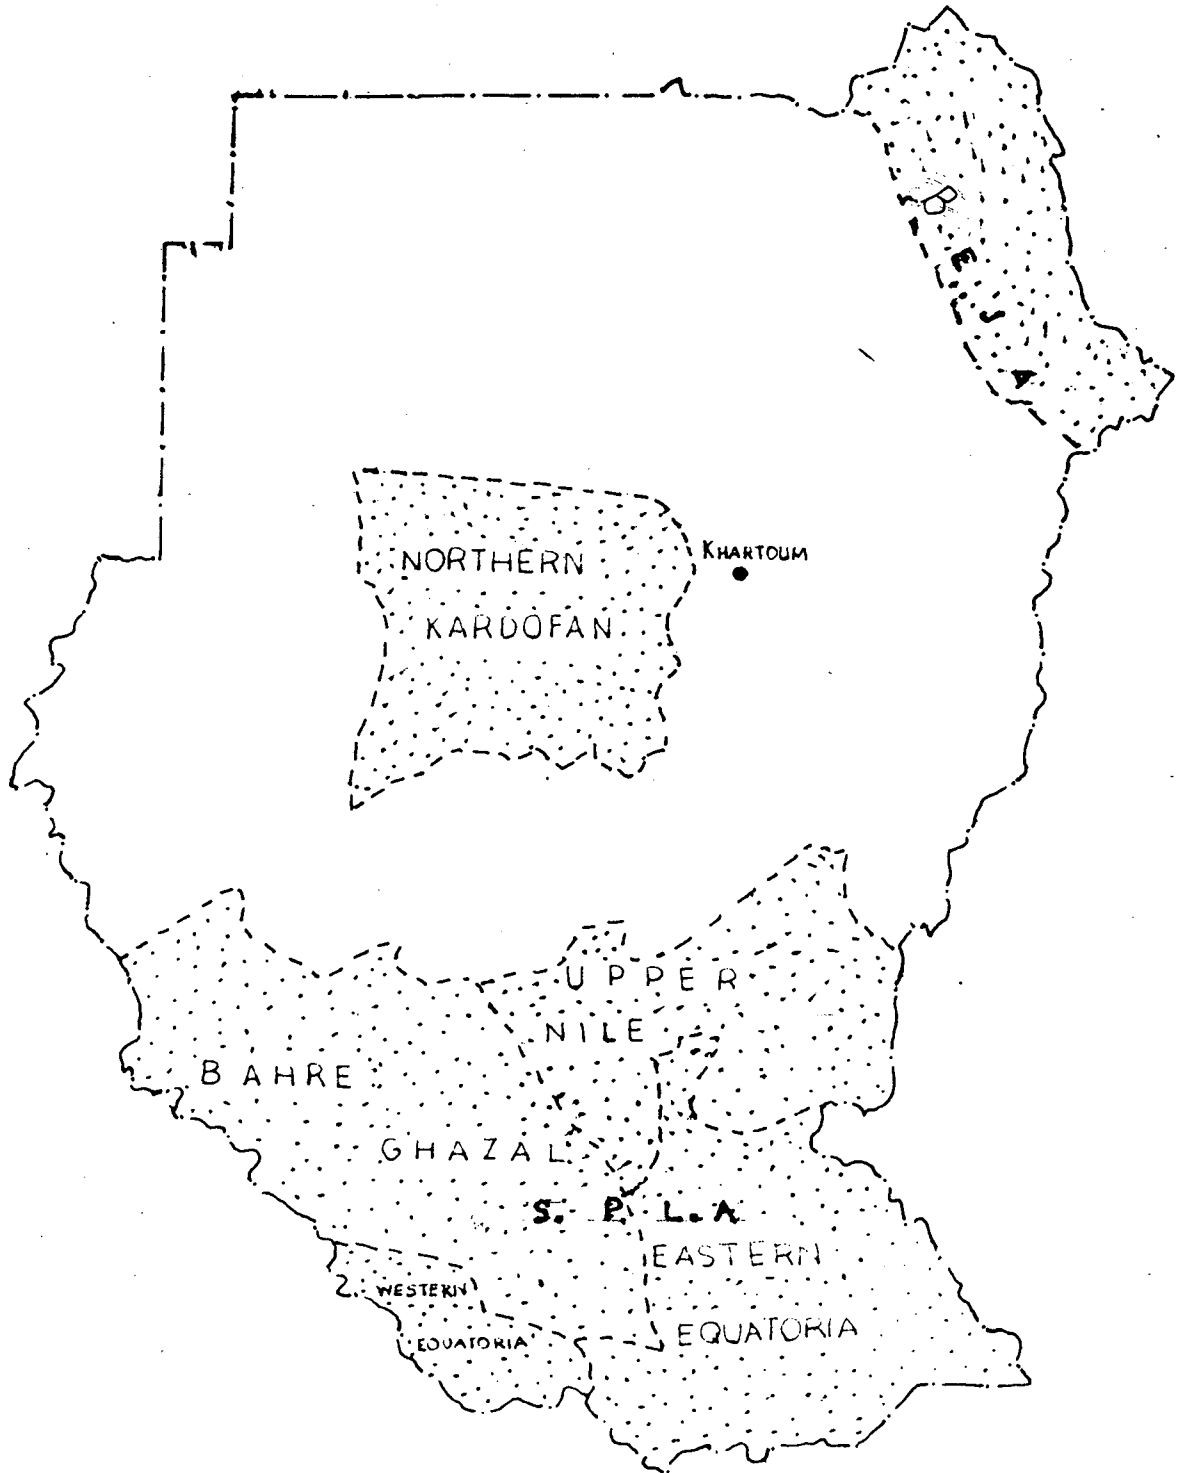 BEJA
NORTHERN
KARDOFAN
KHARTOUM
UPPER
NILE
BAHRE
GHAZAL
S. P. L. A
EASTERN
EQUATORIA
WESTERN
EQUATORIA